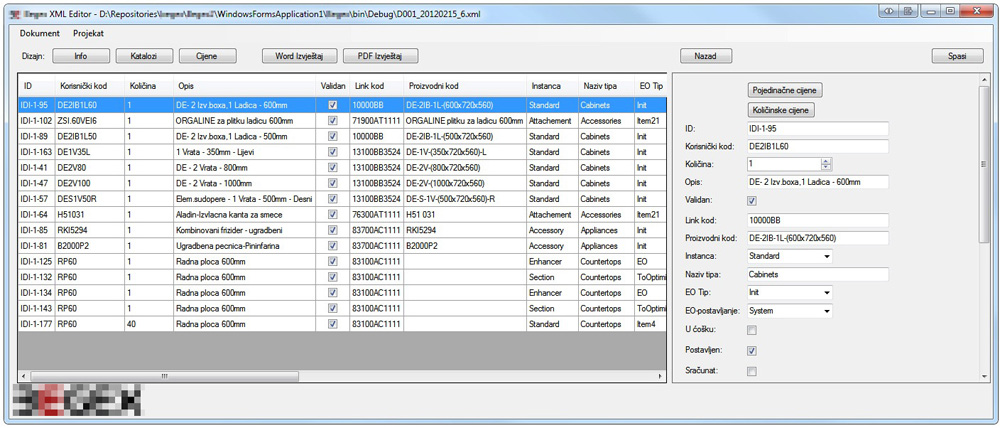 XML Editor - D:\Repositories\ \WindowsFormsApplication1\ \bin\Debug\D001_20120215_6.xml
Dokument Projekat
Dizajn: Info Katalozi Cijene Word Izvještaj PDF Izvještaj Nazad Spasi
ID Korisnički kod Količina Opis Validan Link kod Proizvodni kod Instanca Naziv tipa EO Tip
IDI-1-95 DE2IB1L60 1 DE- 2 Izv.boxa,1 Ladica - 600mm 10000BB DE-2IB-1L-(600x720x560) Standard Cabinets Init
IDI-1-102 ZSI.60VEI6 1 ORGALINE za plitku ladicu 600mm 71900AT1111 ORGALINE za plitku ladicu 600mm Attachement Accessories Item21
IDI-1-89 DE2IB1L50 1 DE- 2 Izv.boxa,1 Ladica - 500mm 10000BB DE-2IB-1L-(500x720x560) Standard Cabinets Init
IDI-1-163 DE1V35L 1 1 Vrata - 350mm - Lijevi 13100BB3524 DE-1V-(350x720x560)-L Standard Cabinets Init
IDI-1-41 DE2V80 1 DE - 2 Vrata - 800mm 13100BB3524 DE-2V-(800x720x560) Standard Cabinets Init
IDI-1-47 DE2V100 1 DE - 2 Vrata - 1000mm 13100BB3524 DE-2V-(1000x720x560) Standard Cabinets Init
IDI-1-57 DES1V50R 1 Elem.sudopere - 1 Vrata - 500mm - Desni 13100BB3524 DE-S-1V-(500x720x560)-R Standard Cabinets Init
IDI-1-64 H51031 1 Aladin-Izvlacna kanta za smece 76300AT1111 H51 031 Attachement Accessories Item21
IDI-1-85 RKI5294 1 Kombinovani frizider - ugradbeni 83700AC1111 RKI5294 Accessory Appliances Init
IDI-1-81 B2000P2 1 Ugradbena pecnica-Pininfarina 83700AC1111 B2000P2 Accessory Appliances Init
IDI-1-125 RP60 1 Radna ploca 600mm 83100AC1111 Enhancer Countertops EO
IDI-1-132 RP60 1 Radna ploca 600mm 83100AC1111 Section Countertops ToOptimi
IDI-1-134 RP60 1 Radna ploca 600mm 83100AC1111 Enhancer Countertops EO
IDI-1-143 RP60 1 Radna ploca 600mm 83100AC1111 Section Countertops ToOptimi
IDI-1-177 RP60 40 Radna ploca 600mm 83100AC1111 Standard Countertops Item4
Pojedinačne cijene
Količinske cijene
ID: IDI-1-95
Korisnički kod: DE2IB1L60
Količina: 1
Opis: DE- 2 Izv.boxa,1 Ladica - 600mm
Validan:
Link kod: 10000BB
Proizvodni kod: DE-2IB-1L-(600x720x560)
Instanca: Standard
Naziv tipa: Cabinets
EO Tip: Init
EO-postavljanje: System
U ćošku:
Postavljen:
Sračunat: